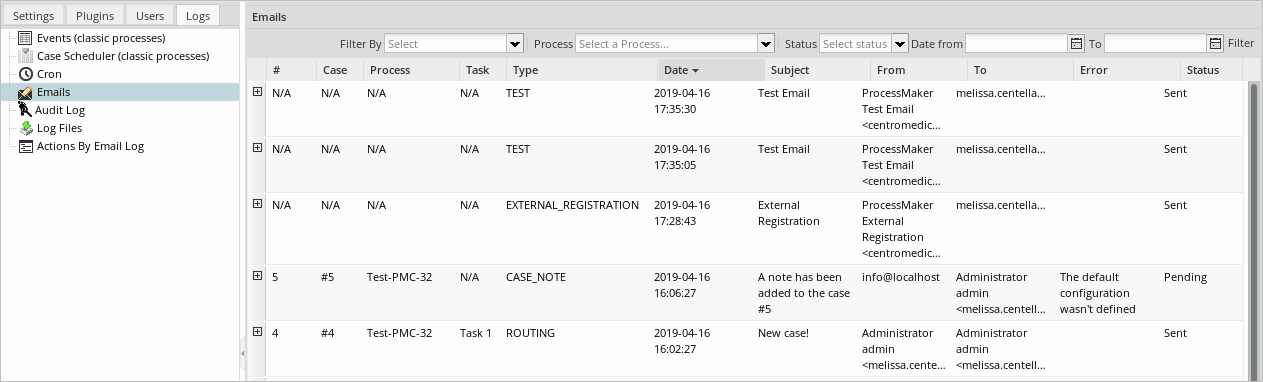 Settings Plugins Users Logs
Events (classic processes)
Case Scheduler (classic processes)
Cron
Emails
Audit Log
Log Files
Actions By Email Log
Emails
Filter By Select Process Select a Process... Status Select status Date from To Filter
# Case Process Task Type Date Subject From To Error Status
N/A N/A N/A N/A TEST 2019-04-16 Test Email ProcessMaker melissa.centella... Sent
17:35:30 Test Email
<centromedic...
N/A N/A N/A N/A TEST 2019-04-16 Test Email ProcessMaker melissa.centella... Sent
17:35:05 Test Email
<centromedic...
N/A N/A N/A N/A EXTERNAL_REGISTRATION 2019-04-16 External ProcessMaker melissa.centella... Sent
17:28:43 Registration External
Registration
<centromedic...
5 #5 Test-PMC-32 N/A CASE_NOTE 2019-04-16 A note has been info@localhost Administrator The default Pending
16:06:27 added to the case admin configuration
#5 <melissa.centell... wasn't defined
4 #4 Test-PMC-32 Task 1 ROUTING 2019-04-16 New case! Administrator Administrator Sent
16:02:27 admin admin
<melissa.cente... <melissa.centell...